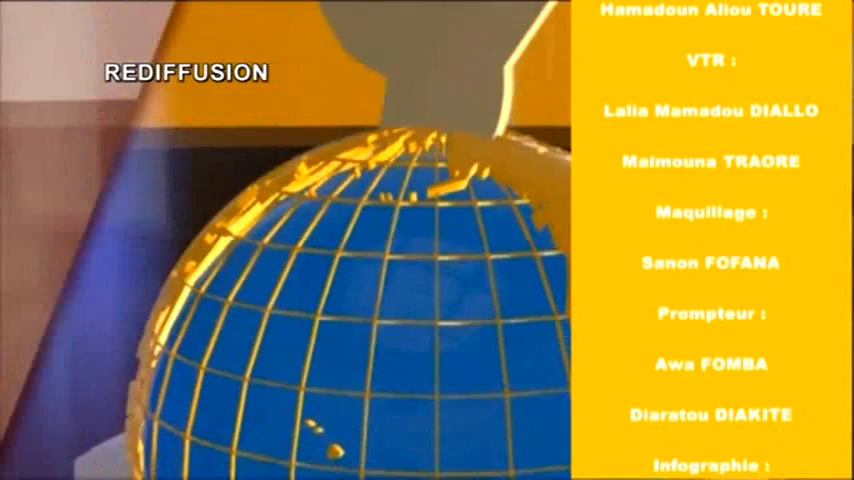 REDIFFUSION
Hamadoun Aliou TOURE
VTR :
Lalia Mamadou DIALLO
Maimouna TRAORE
Maquillage :
Sanon FOFANA
Prompteur :
Awa FOMBA
Diaratou DIAKITE
Infographie :